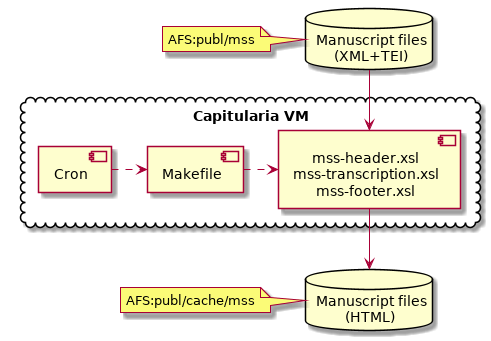 AFS:publ/mss
Manuscript files
(XML+TEI)
Capitularia VM
Cron
Makefile
mss-header.xsl
mss-transcription.xsl
mss-footer.xsl
AFS:publ/cache/mss
Manuscript files
(HTML)